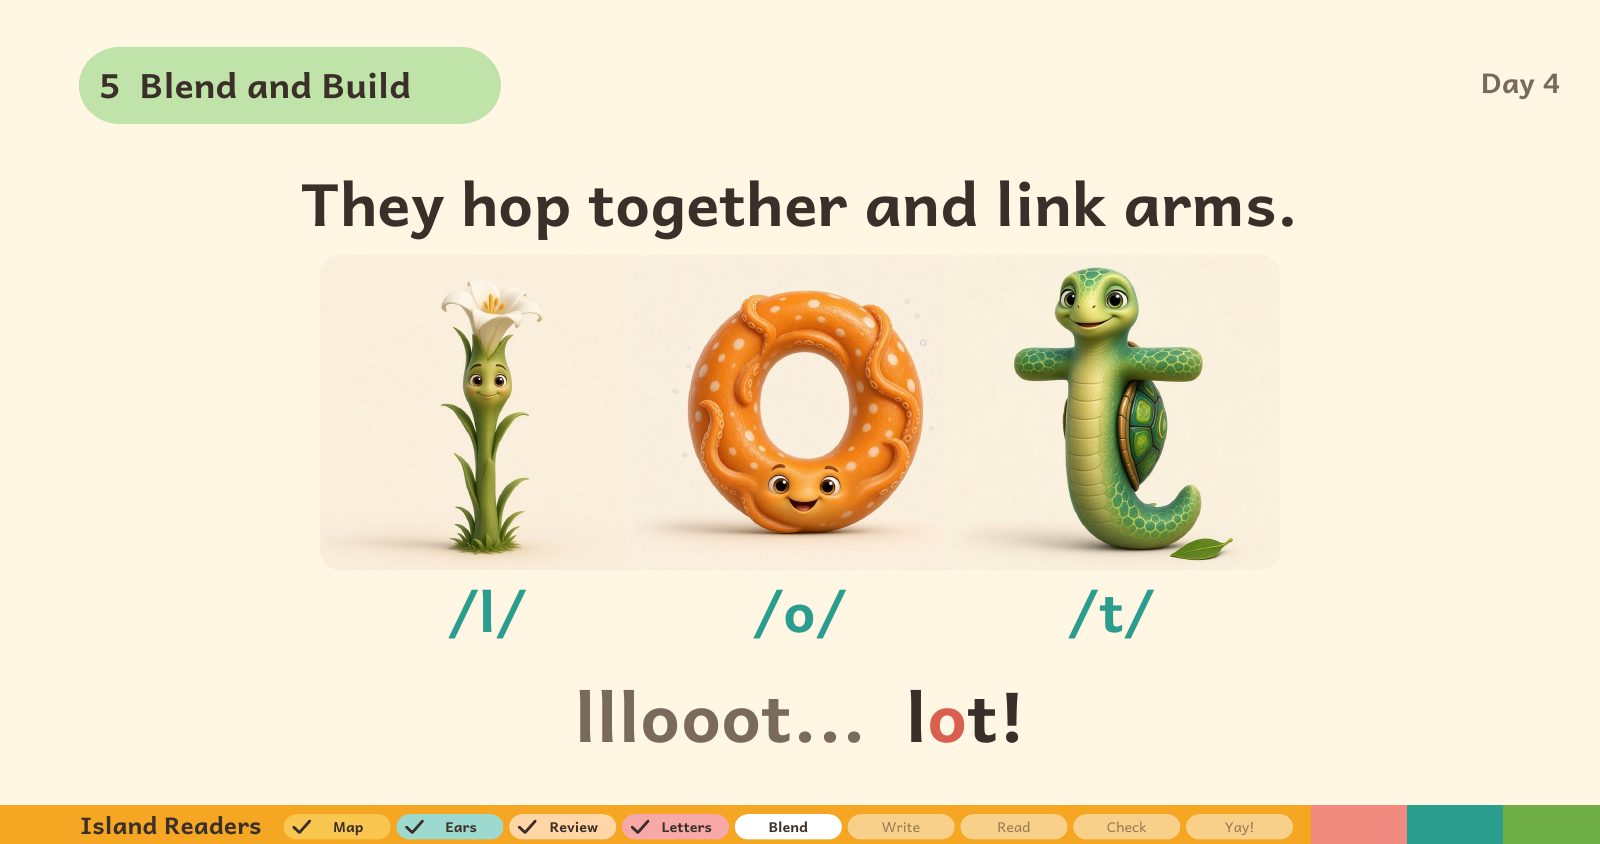 5 Blend and Build
Day 4
They hop together and link arms.
/l/ /o/ /t/
lllooot... lot!
Island Readers Map Ears Review Letters Blend Write Read Check Yay!